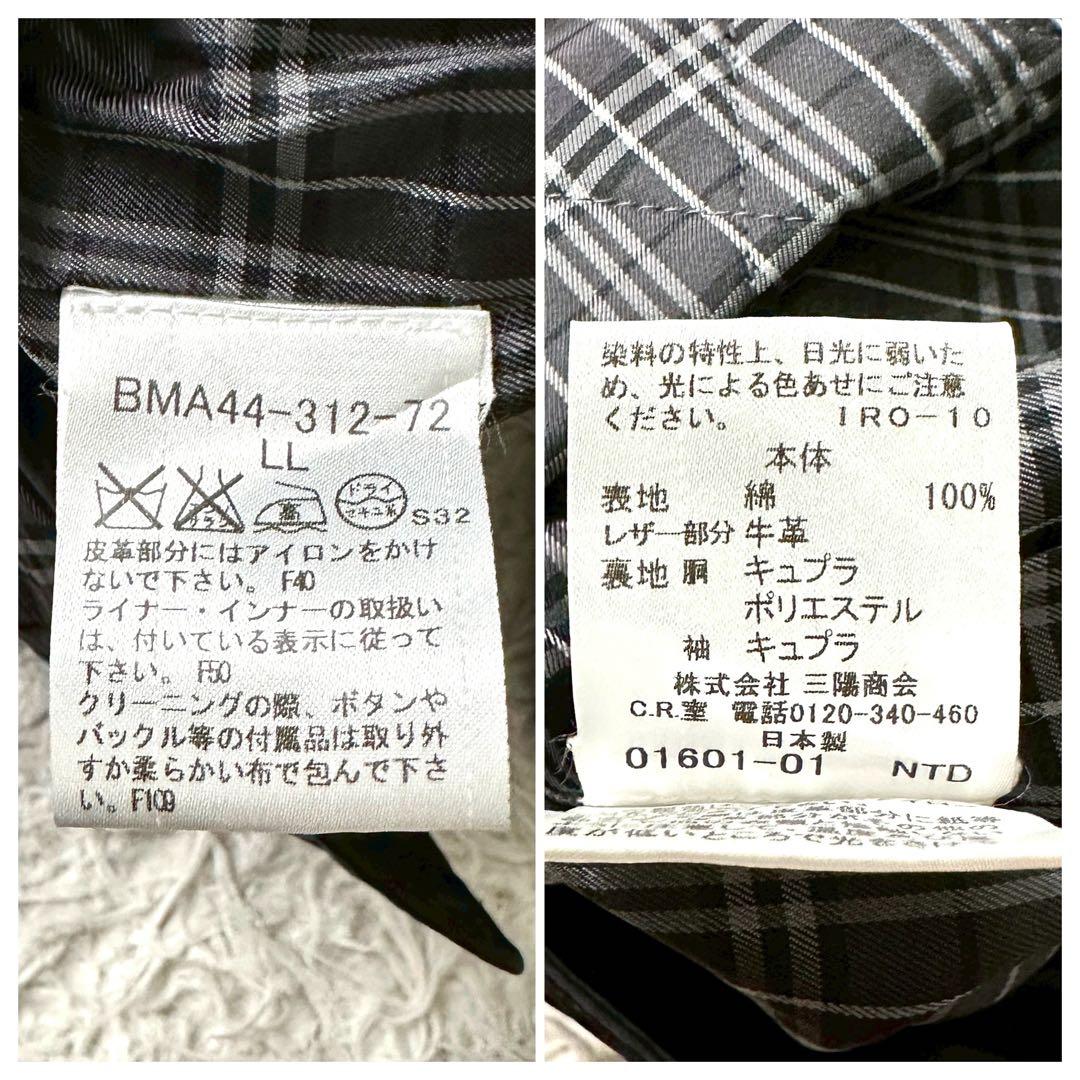 BMA44-312-72
LL
サラシ
高
ドライ
セキユ系
S32
皮革部分にはアイロンをかけ
ないで下さい。 F40
ライナー・インナーの取扱い
は、付いている表示に従って
下さい。 F50
クリーニングの際、ボタンや
バックル等の付属品は取り外
すか柔らかい布で包んで下さ
い。F109
染料の特性上、日光に弱いた
め、光による色あせにご注意
ください。 IRO-10
本体
表地 綿 100%
レザー部分 牛革
裏地 胴 キュプラ
ポリエステル
袖 キュプラ
株式会社 三陽商会
C.R.室 電話0120-340-460
日本製
01601-01 NTD